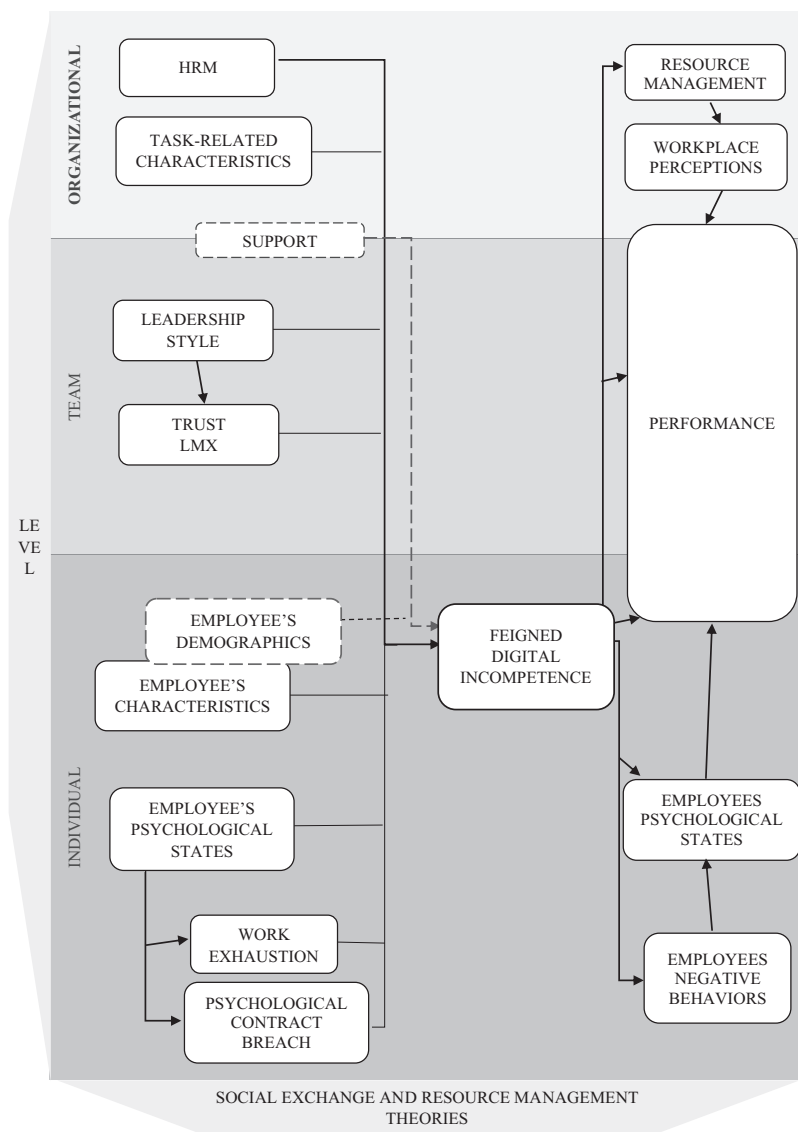 ORGANIZATIONAL
HRM
TASK-RELATED
CHARACTERISTICS
SUPPORT
RESOURCE
MANAGEMENT
WORKPLACE
PERCEPTIONS
TEAM
LEADERSHIP
STYLE
TRUST
LMX
PERFORMANCE
LE
VE
L
INDIVIDUAL
EMPLOYEE'S
DEMOGRAPHICS
EMPLOYEE'S
CHARACTERISTICS
EMPLOYEE'S
PSYCHOLOGICAL
STATES
WORK
EXHAUSTION
PSYCHOLOGICAL
CONTRACT
BREACH
FEIGNED
DIGITAL
INCOMPETENCE
EMPLOYEES
PSYCHOLOGICAL
STATES
EMPLOYEES
NEGATIVE
BEHAVIORS
SOCIAL EXCHANGE AND RESOURCE MANAGEMENT
THEORIES